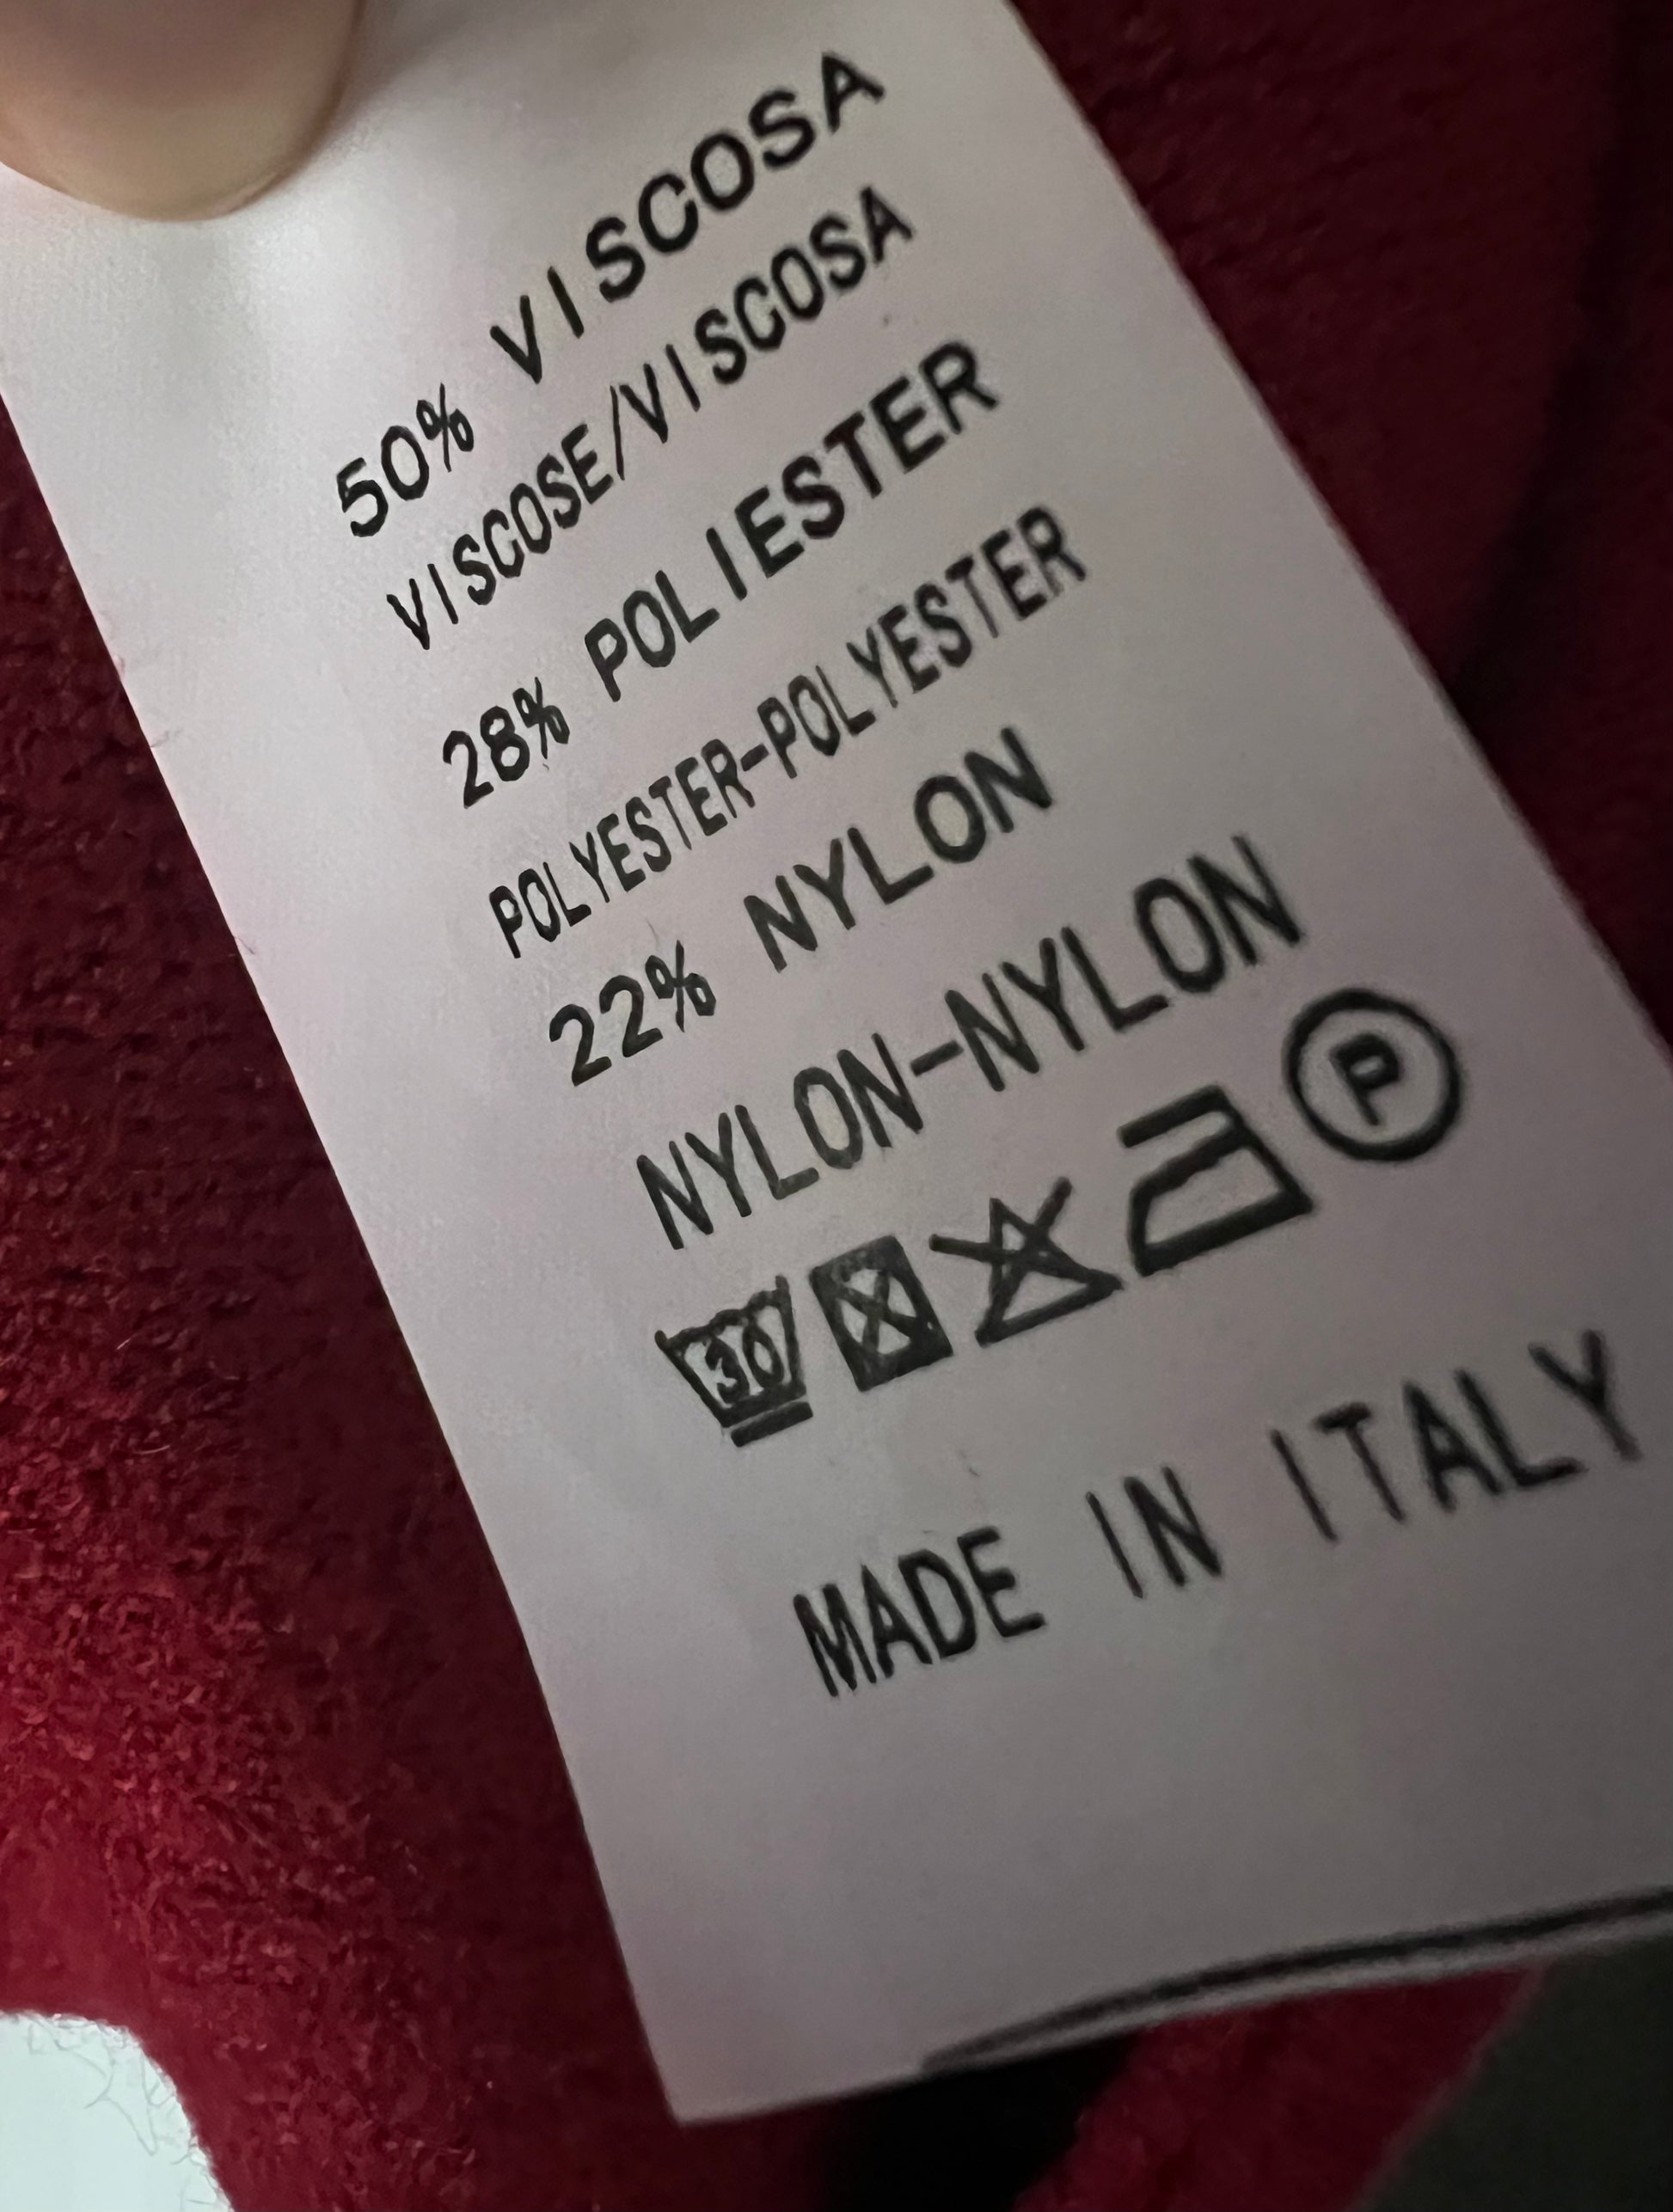 50% VISCOSA
VISCOSE/VISCOSA
28% POLIESTER
POLYESTER-POLYESTER
22% NYLON
NYLON-NYLON
30 P
MADE IN ITALY